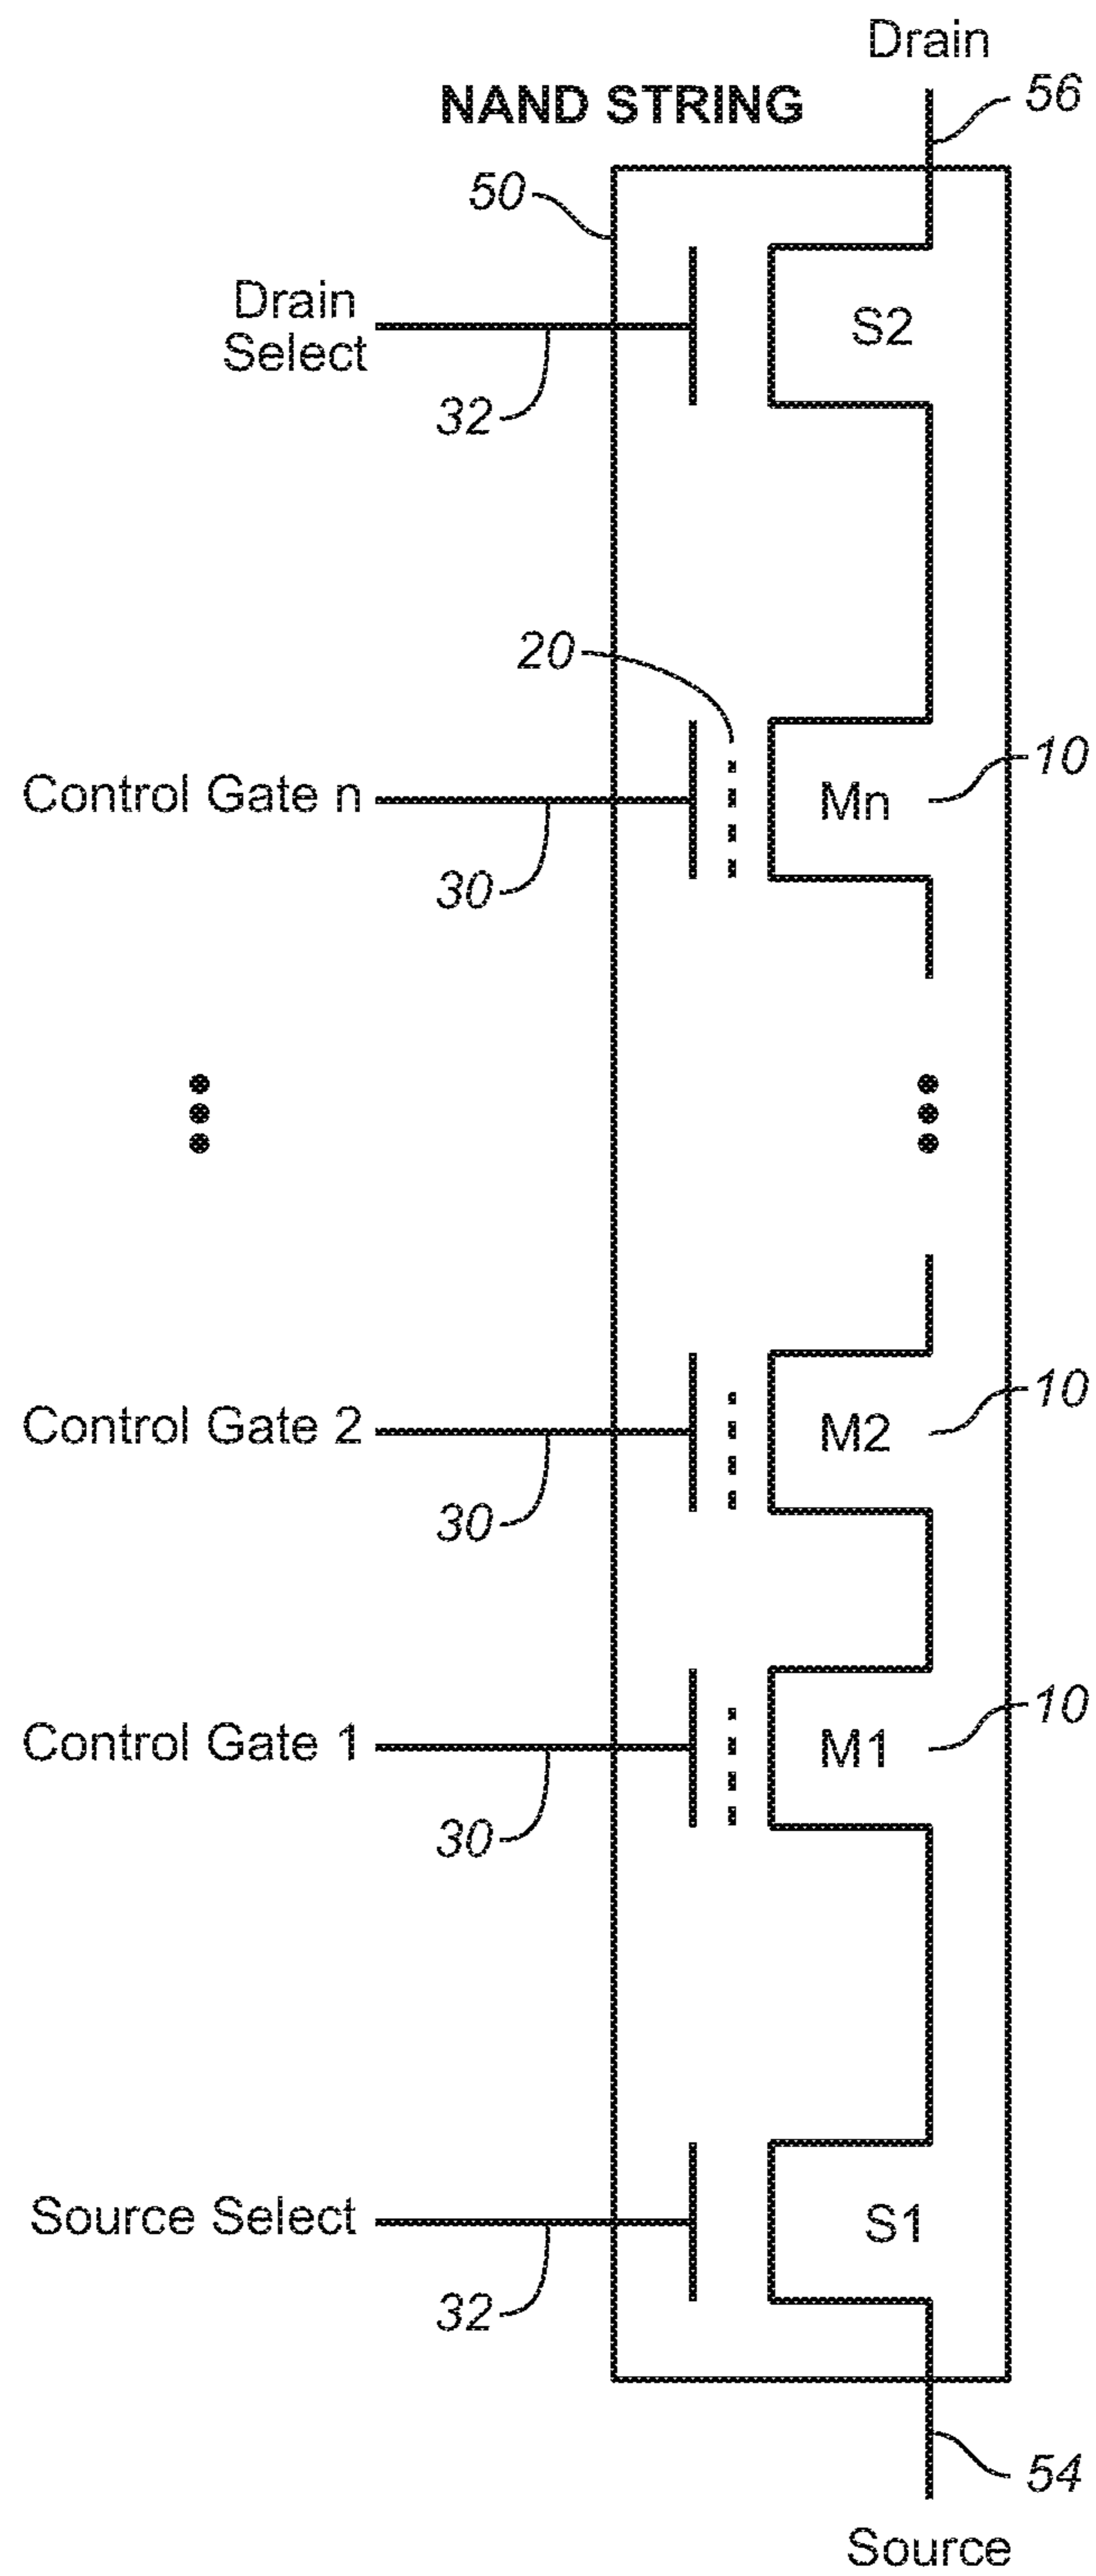 Drain
56
NAND STRING
50
Drain
Select
S2
32
20
10
Control Gate n
Mn
30
10
Control Gate 2
M2
30
10
Control Gate 1
M1
30
Source Select
S1
32
54
Source